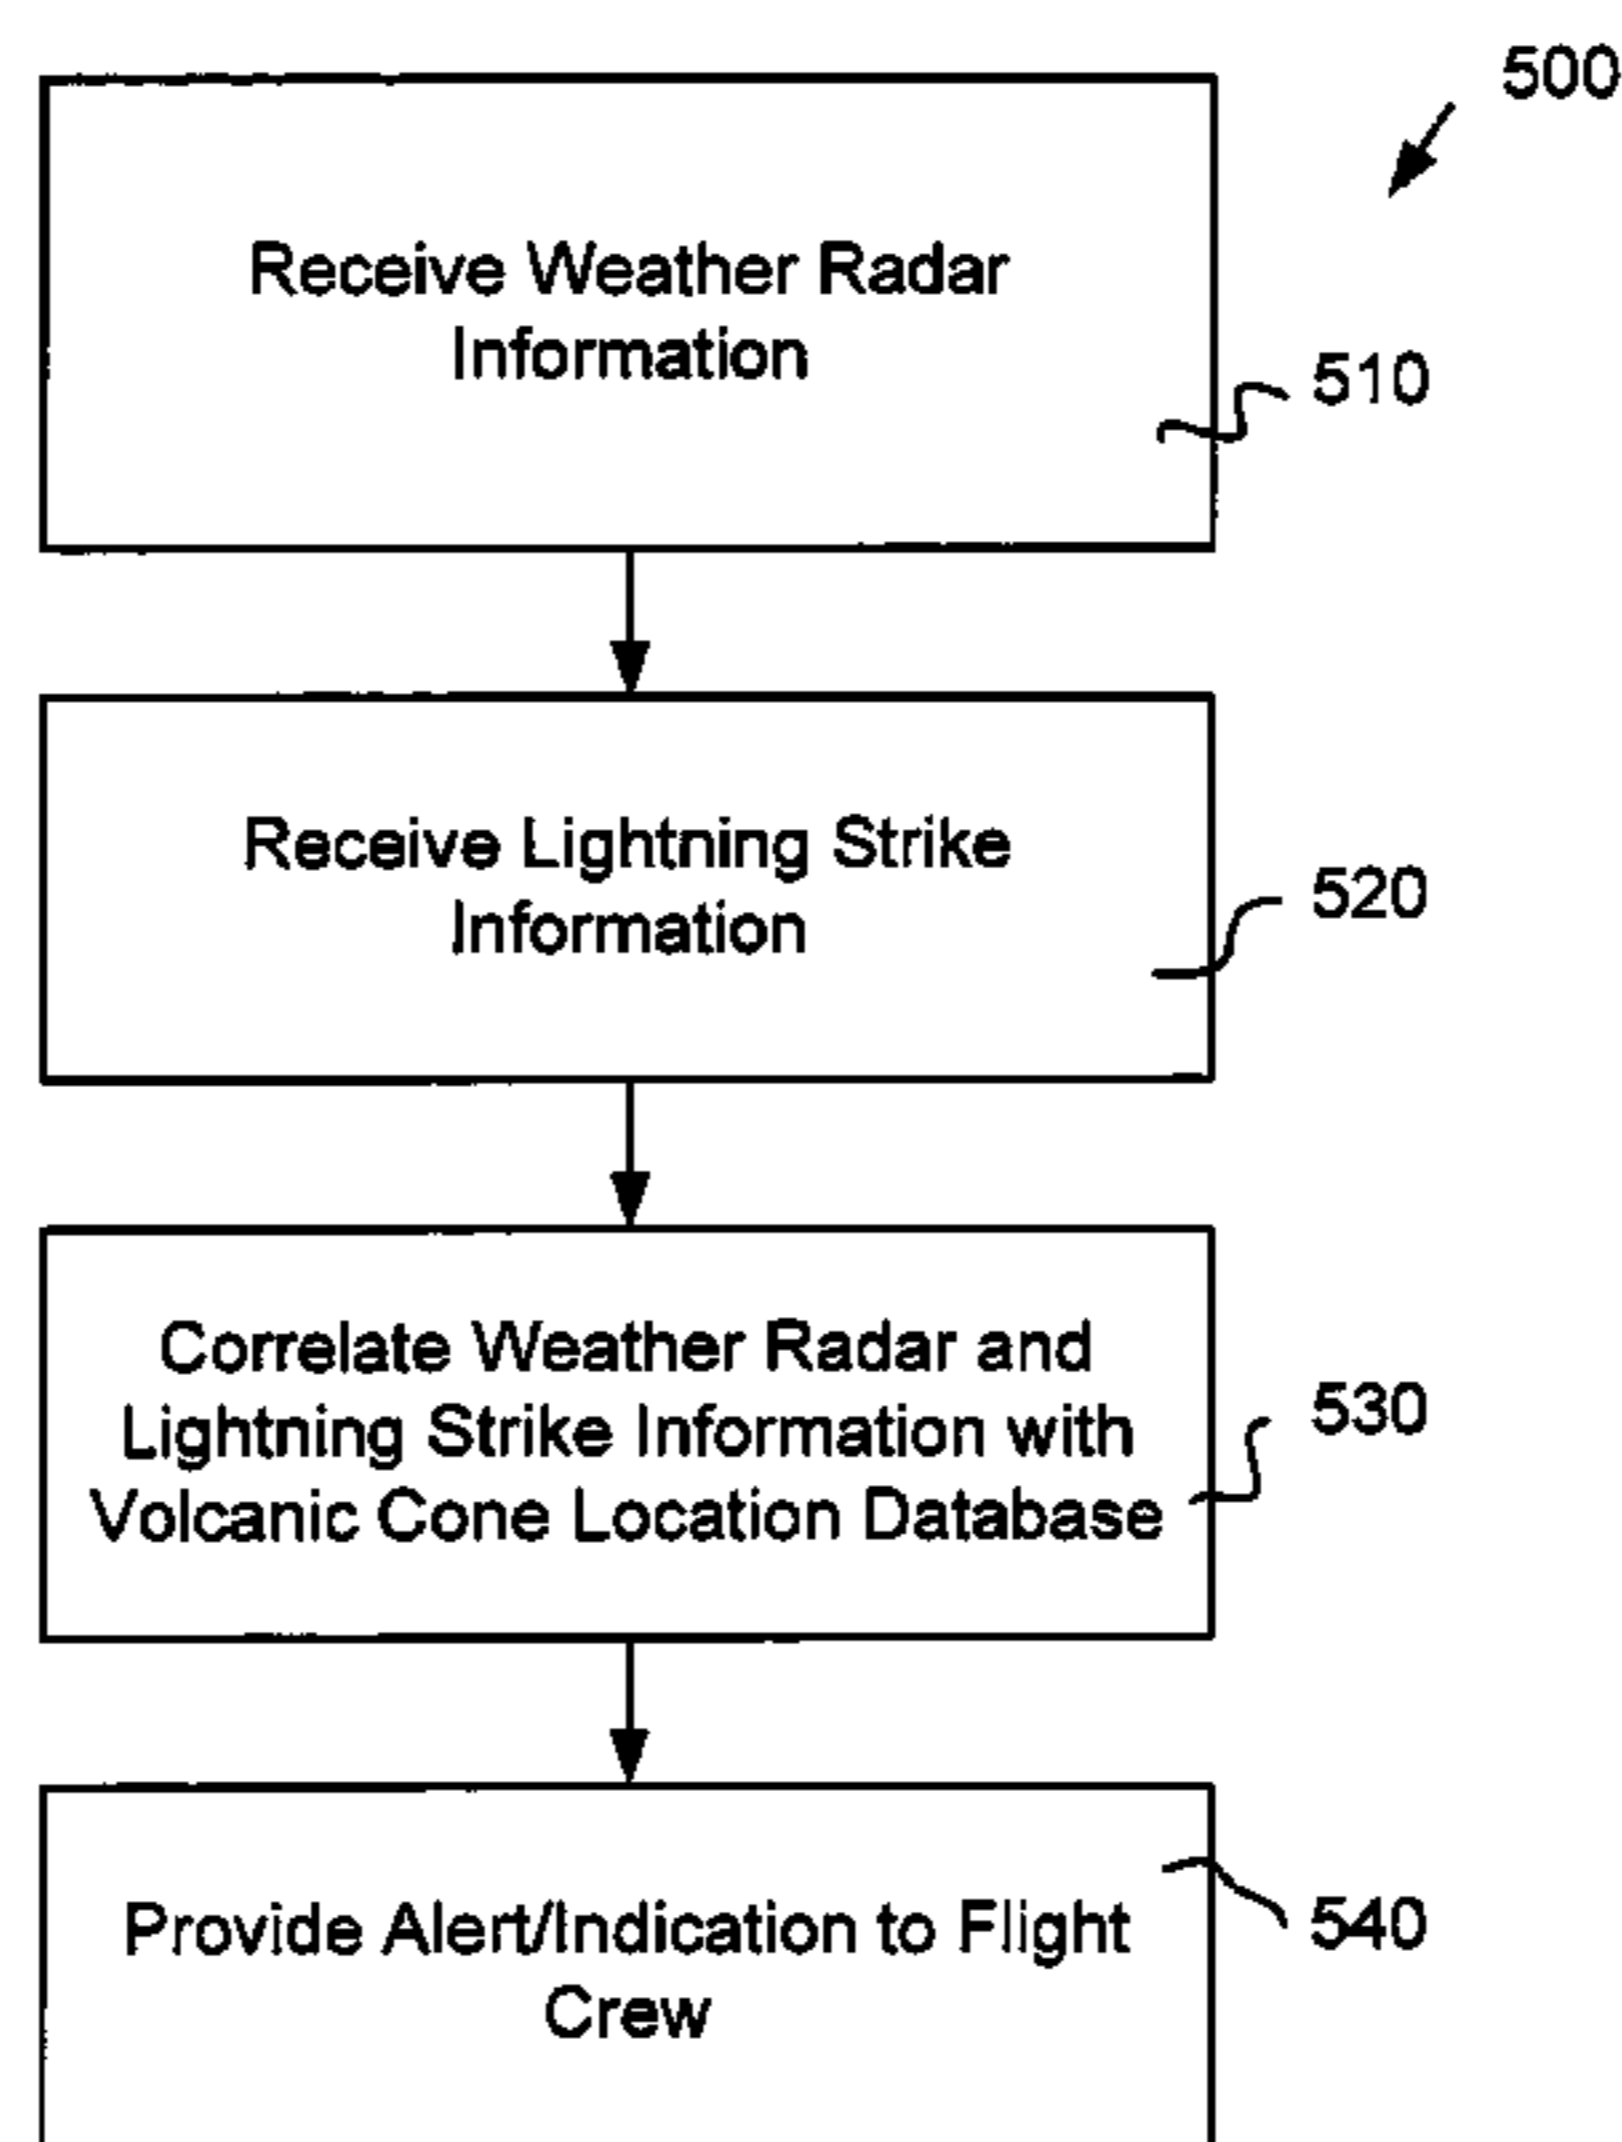 500
Receive Weather Radar
Information
510
Receive Lightning Strike
Information
520
Correlate Weather Radar and
Lightning Strike Information with
Volcanic Cone Location Database
530
Provide Alert/Indication to Flight
Crew
540